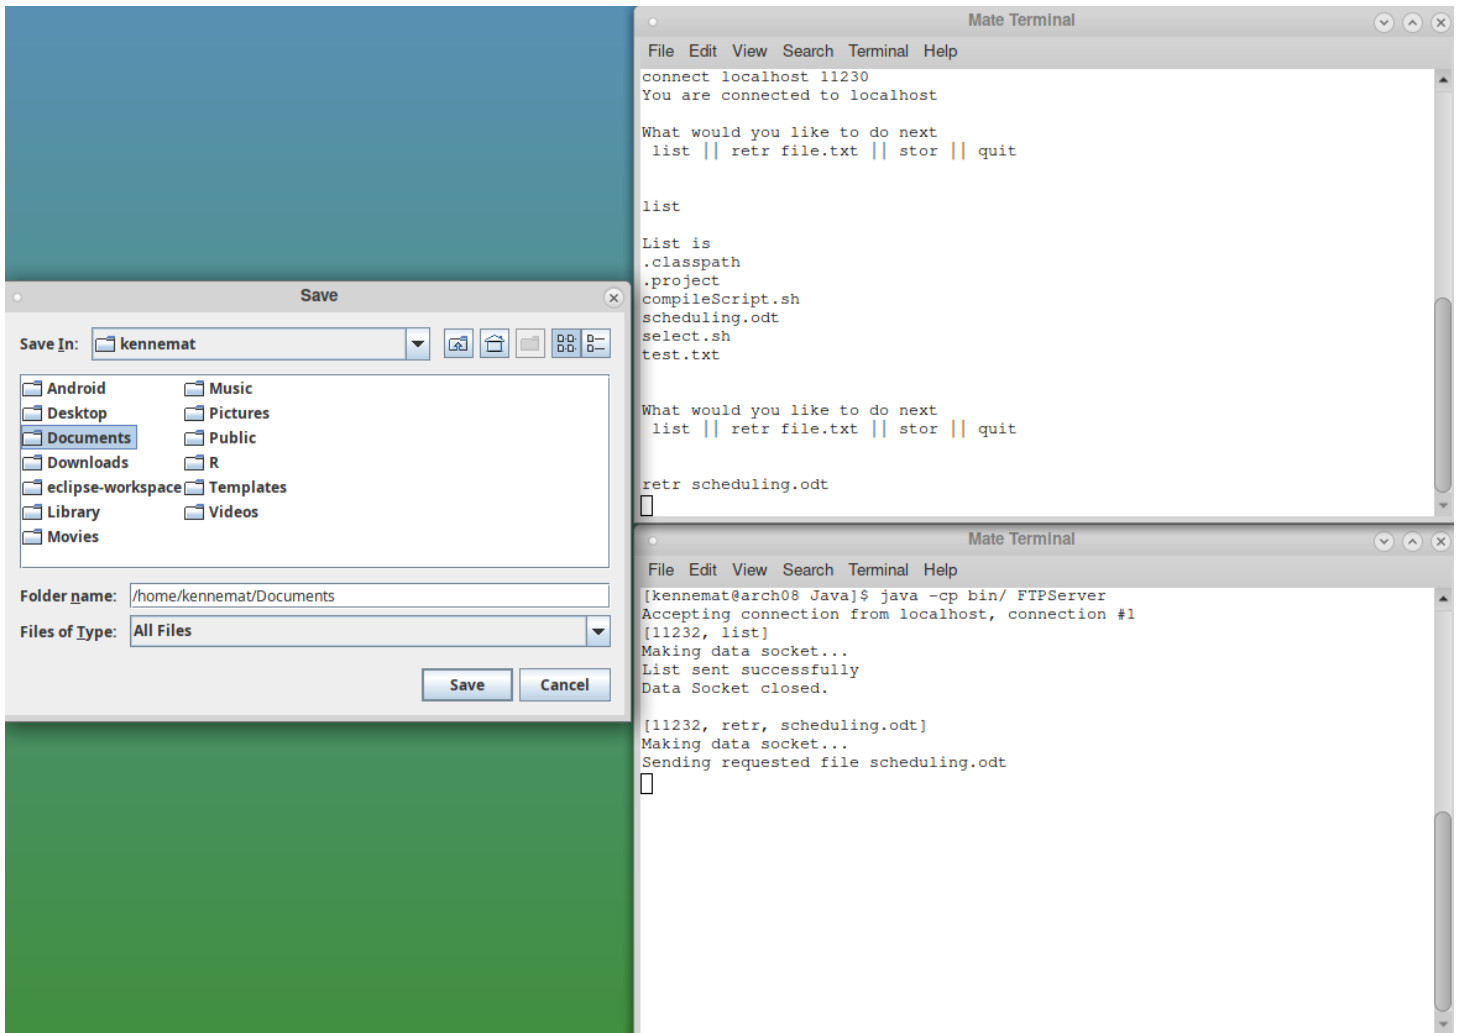 Save
Save In: kennemat
Android
Desktop
Documents
Downloads
eclipse-workspace
Library
Movies
Music
Pictures
Public
R
Templates
Videos
Folder name: /home/kennemat/Documents
Files of Type: All Files
Save Cancel
Mate Terminal
File Edit View Search Terminal Help
connect localhost 11230
You are connected to localhost
What would you like to do next
list || retr file.txt || stor || quit
list
List is
.classpath
.project
compileScript.sh
scheduling.odt
select.sh
test.txt
What would you like to do next
list || retr file.txt || stor || quit
retr scheduling.odt
Mate Terminal
File Edit View Search Terminal Help
[kennemat@arch08 Java]$ java -cp bin/ FTPServer
Accepting connection from localhost, connection #1
[11232, list]
Making data socket...
List sent successfully
Data Socket closed.
[11232, retr, scheduling.odt]
Making data socket...
Sending requested file scheduling.odt